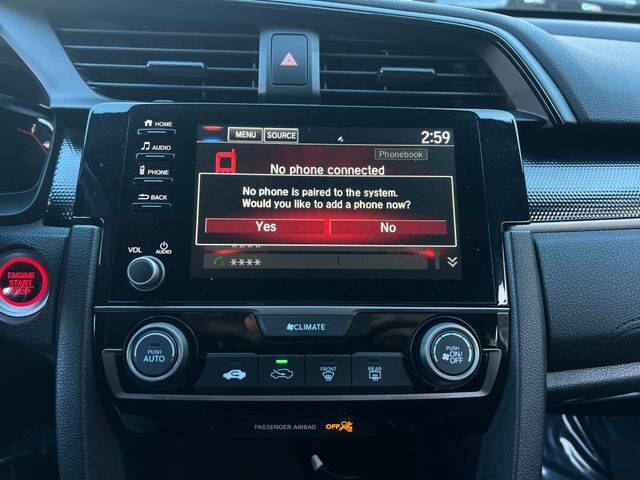 HOME
MENU SOURCE 2:59
AUDIO
Phonebook
PHONE
No phone connected
BACK
No phone is paired to the system.
Would you like to add a phone now?
Yes No
VOL AUDIO
****
****
ENGINE
START
STOP
CLIMATE
PUSH
AUTO
PUSH
ON/
OFF
FRONT REAR
PASSENGER AIRBAG OFF